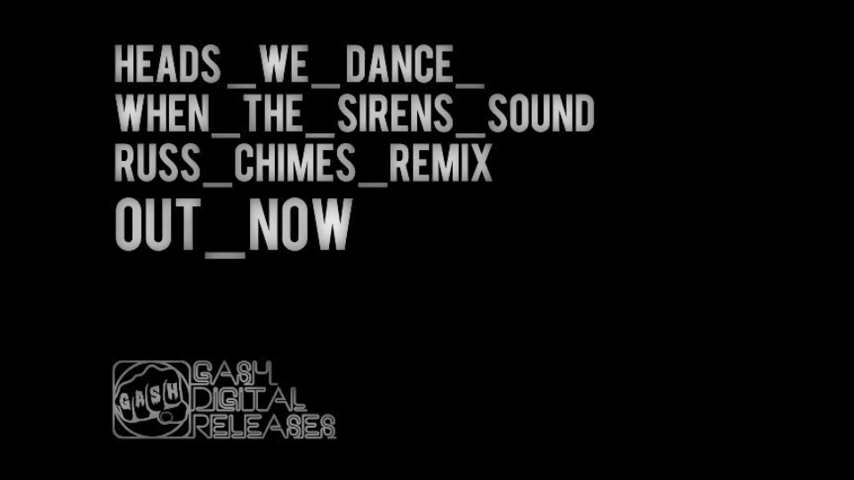 HEADS_WE_DANCE_
WHEN_THE_SIRENS_SOUND
RUSS_CHIMES_REMIX
OUT_NOW
GASH
GASH
DIGITAL
RELEASES